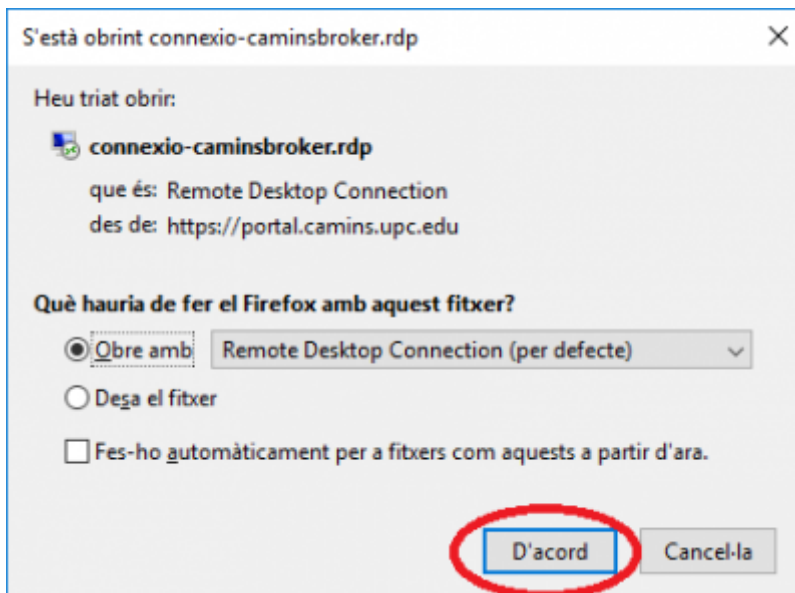 S'està obrint connexio-caminsbroker.rdp
Heu triat obrir:
connexio-caminsbroker.rdp
que és: Remote Desktop Connection
des de: https://portal.camins.upc.edu
Què hauria de fer el Firefox amb aquest fitxer?
Obre amb Remote Desktop Connection (per defecte)
Desa el fitxer
Fes-ho automàticament per a fitxers com aquests a partir d'ara.
D'acord Cancel·la